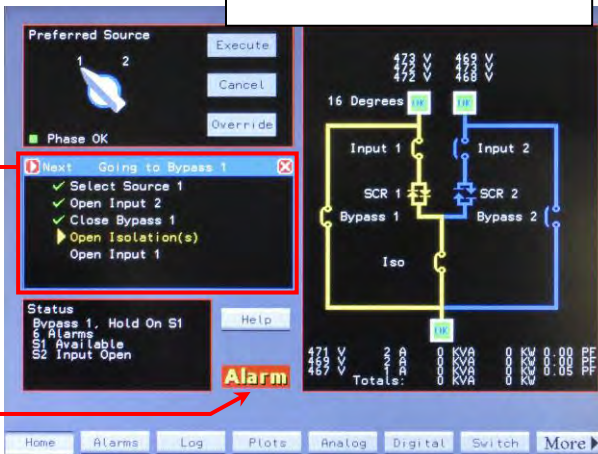 Preferred Source
1 2
Execute
Cancel
Override
Phase OK
Next Going to Bypass 1
Select Source 1
Open Input 2
Close Bypass 1
Open Isolation(s)
Open Input 1
Status
Bypass 1, Hold On S1
6 Alarms
S1 Available
S2 Input Open
Help
Alarm
473 V 469 V
472 V 473 V
472 V 468 V
16 Degrees OK OK
Input 1 Input 2
SCR 1 SCR 2
Bypass 1 Bypass 2
Iso
OK
471 V 2 A 0 KVA 0 KW 0.00 PF
469 V 2 A 0 KVA 0 KW 0.00 PF
467 V 1 A 0 KVA 0 KW 0.05 PF
Totals: 0 KVA 0 KW
Home Alarms Log Plots Analog Digital Switch More